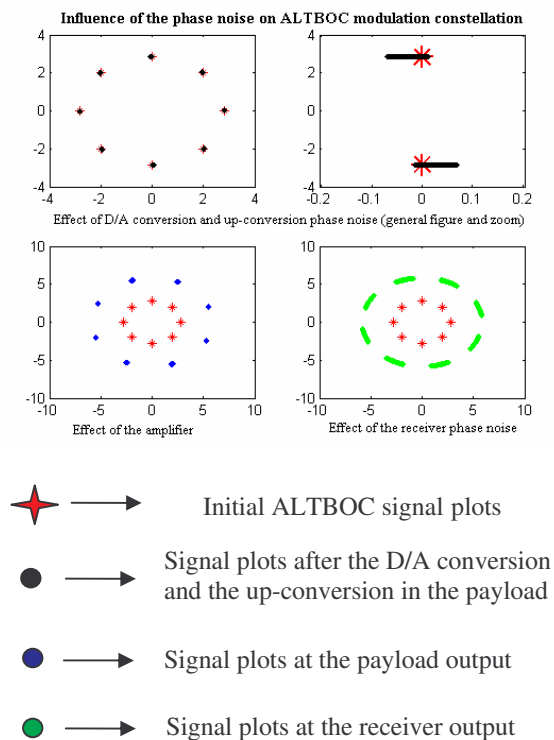 Influence of the phase noise on ALTBOC modulation constellation
4
2
0
-2
-4
-4 -2 0 2 4
4
2
0
-2
-4
-0.2 -0.1 0 0.1 0.2
Effect of D/A conversion and up-conversion phase noise (general figure and zoom)
10
5
0
-5
-10
-10 -5 0 5 10
Effect of the amplifier
10
5
0
-5
-10
-10 -5 0 5 10
Effect of the receiver phase noise
Initial ALTBOC signal plots
Signal plots after the D/A conversion
and the up-conversion in the payload
Signal plots at the payload output
Signal plots at the receiver output